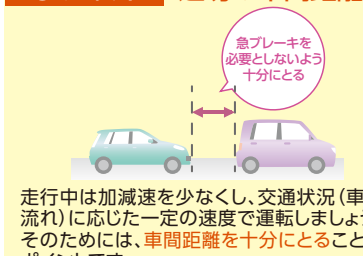 急ブレーキを
必要としないよう
十分にとる
走行中は加減速を少なくし、交通状況（車
流れ）に応じた一定の速度で運転しましょ
そのためには、車間距離を十分にとること